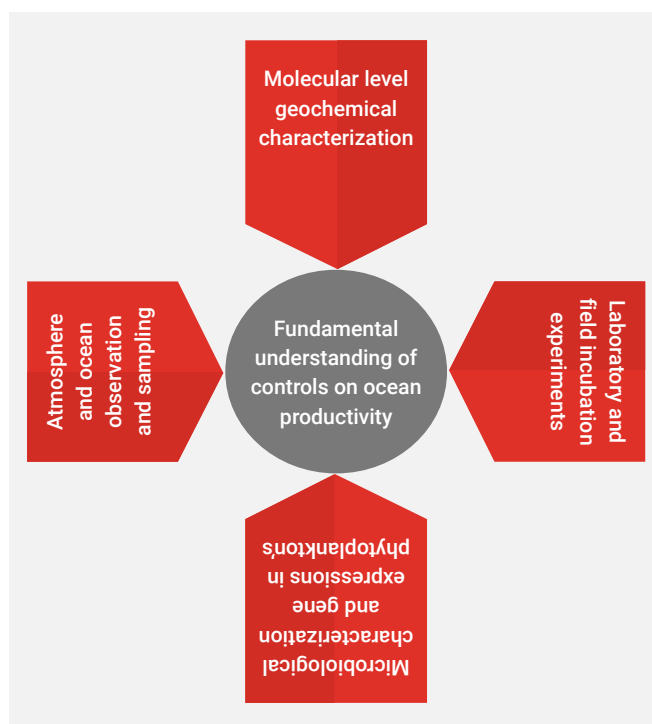 Molecular level
geochemical
characterization
Atmosphere
and ocean
observation
and sampling
Fundamental
understanding of
controls on ocean
productivity
Laboratory and
field incubation
experiments
Microbiological
characterization
and gene
expressions in
phytoplankton's